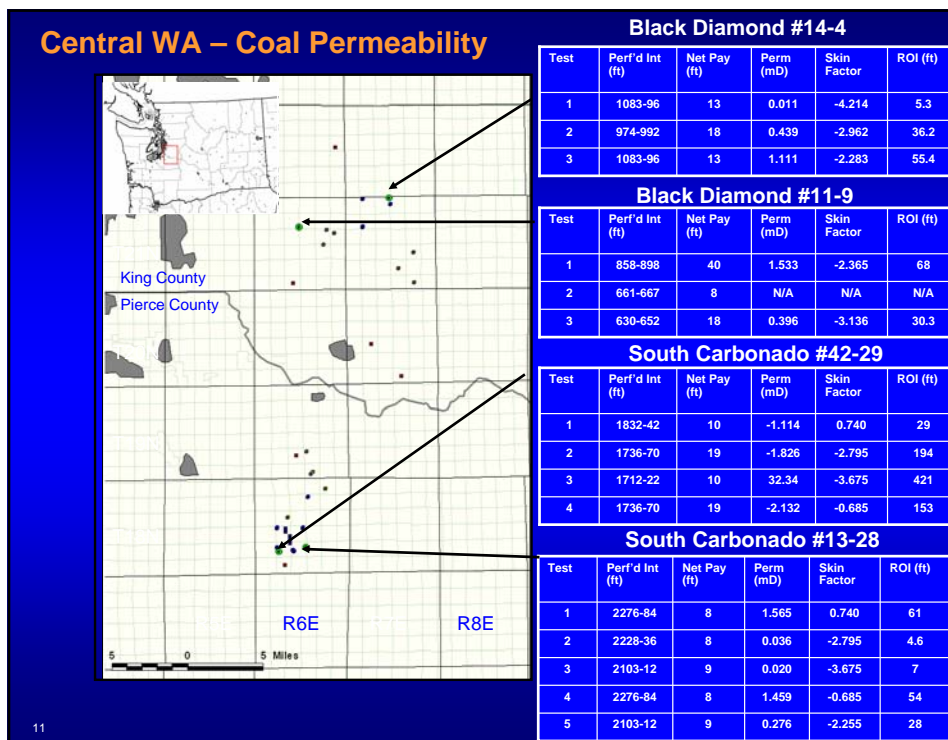 Central WA – Coal Permeability
King County
Pierce County
R6E
R8E
5 0 5 Miles
Black Diamond #14-4
Test Perf'd Int (ft) Net Pay (ft) Perm (mD) Skin Factor ROI (ft)
1 1083-96 13 0.011 -4.214 5.3
2 974-992 18 0.439 -2.962 36.2
3 1083-96 13 1.111 -2.283 55.4
Black Diamond #11-9
Test Perf'd Int (ft) Net Pay (ft) Perm (mD) Skin Factor ROI (ft)
1 858-898 40 1.533 -2.365 68
2 661-667 8 N/A N/A N/A
3 630-652 18 0.396 -3.136 30.3
South Carbonado #42-29
Test Perf'd Int (ft) Net Pay (ft) Perm (mD) Skin Factor ROI (ft)
1 1832-42 10 -1.114 0.740 29
2 1736-70 19 -1.826 -2.795 194
3 1712-22 10 32.34 -3.675 421
4 1736-70 19 -2.132 -0.685 153
South Carbonado #13-28
Test Perf'd Int (ft) Net Pay (ft) Perm (mD) Skin Factor ROI (ft)
1 2276-84 8 1.565 0.740 61
2 2228-36 8 0.036 -2.795 4.6
3 2103-12 9 0.020 -3.675 7
4 2276-84 8 1.459 -0.685 54
5 2103-12 9 0.276 -2.255 28
11